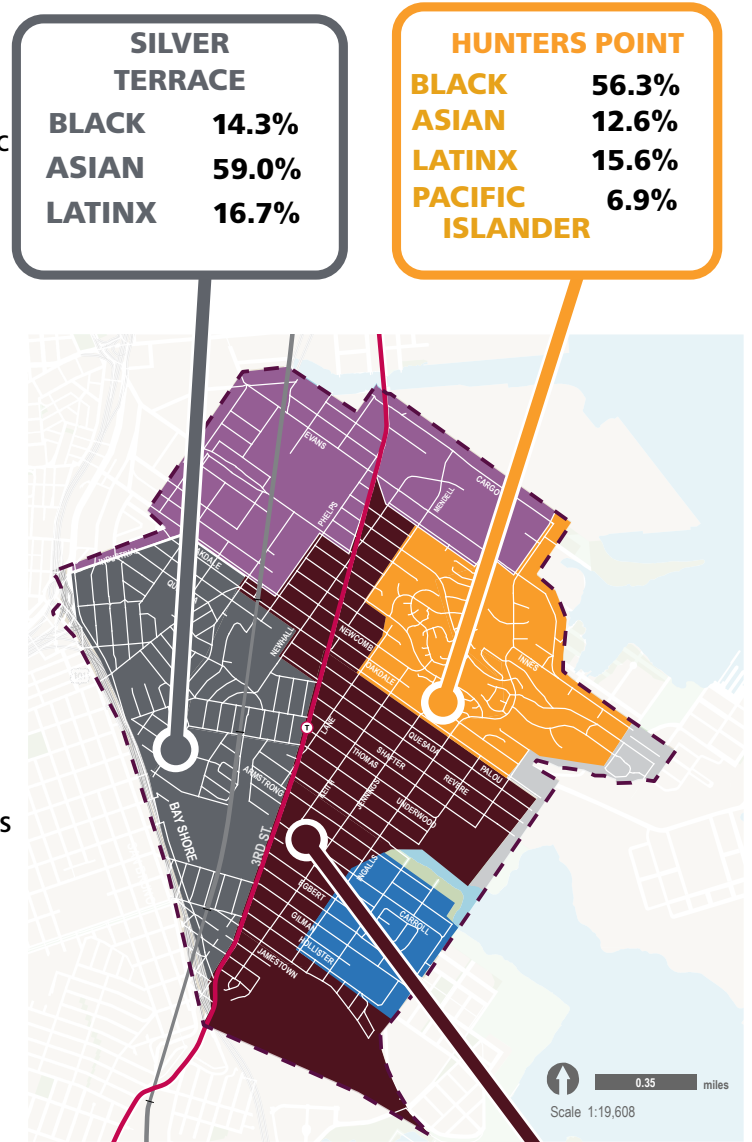 SILVER
TERRACE
BLACK 14.3%
ASIAN 59.0%
LATINX 16.7%
HUNTERS POINT
BLACK 56.3%
ASIAN 12.6%
LATINX 15.6%
PACIFIC 6.9%
ISLANDER
C
S
EVANS
CARGO
MENDELL
PHELPS
INDUSTRIAL
OAKDALE
NEWHALL
NEWCOMB
OAKDALE
INNES
T
LANE
QUESADA
PALOU
SHAFTER
THOMAS
REVERE
KEITH
JENNINGS
UNDERWOOD
ARMSTRONG
BAY SHORE
3RD ST.
INGALLS
EGBERT
CARROLL
GILMAN
HOLLISTER
JAMESTOWN
101
0.35 miles
Scale 1:19,608